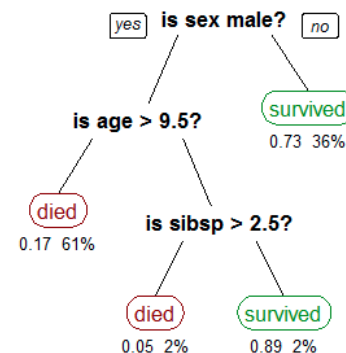 yes is sex male? no
is age > 9.5?
survived
0.73 36%
died
0.17 61%
is sibsp > 2.5?
died survived
0.05 2% 0.89 2%